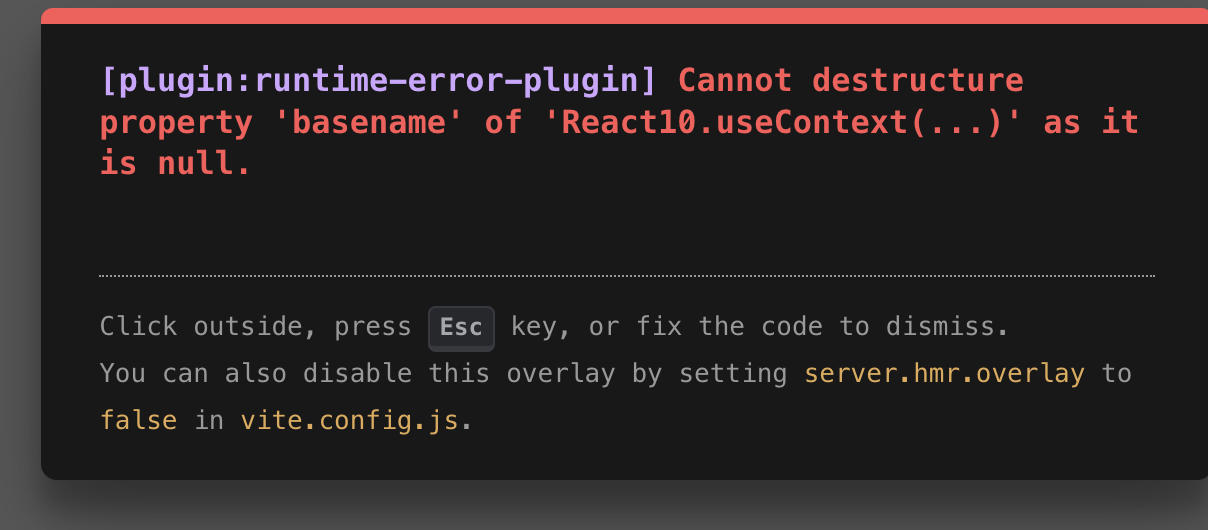 [plugin:runtime-error-plugin] Cannot destructure
property 'basename' of 'React10.useContext(...)' as it
is null.
Click outside, press Esc key, or fix the code to dismiss.
You can also disable this overlay by setting server.hmr.overlay to
false in vite.config.js.